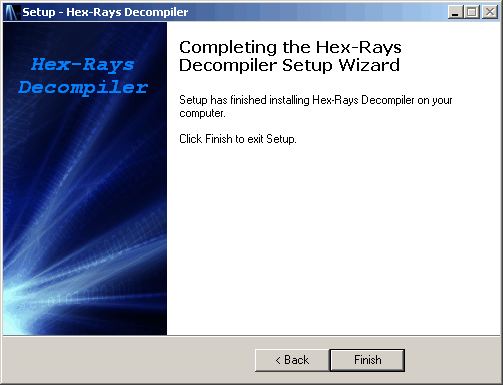 Setup - Hex-Rays Decompiler
Hex-Rays
Decompiler
Completing the Hex-Rays
Decompiler Setup Wizard
Setup has finished installing Hex-Rays Decompiler on your
computer.
Click Finish to exit Setup.
< Back
Finish